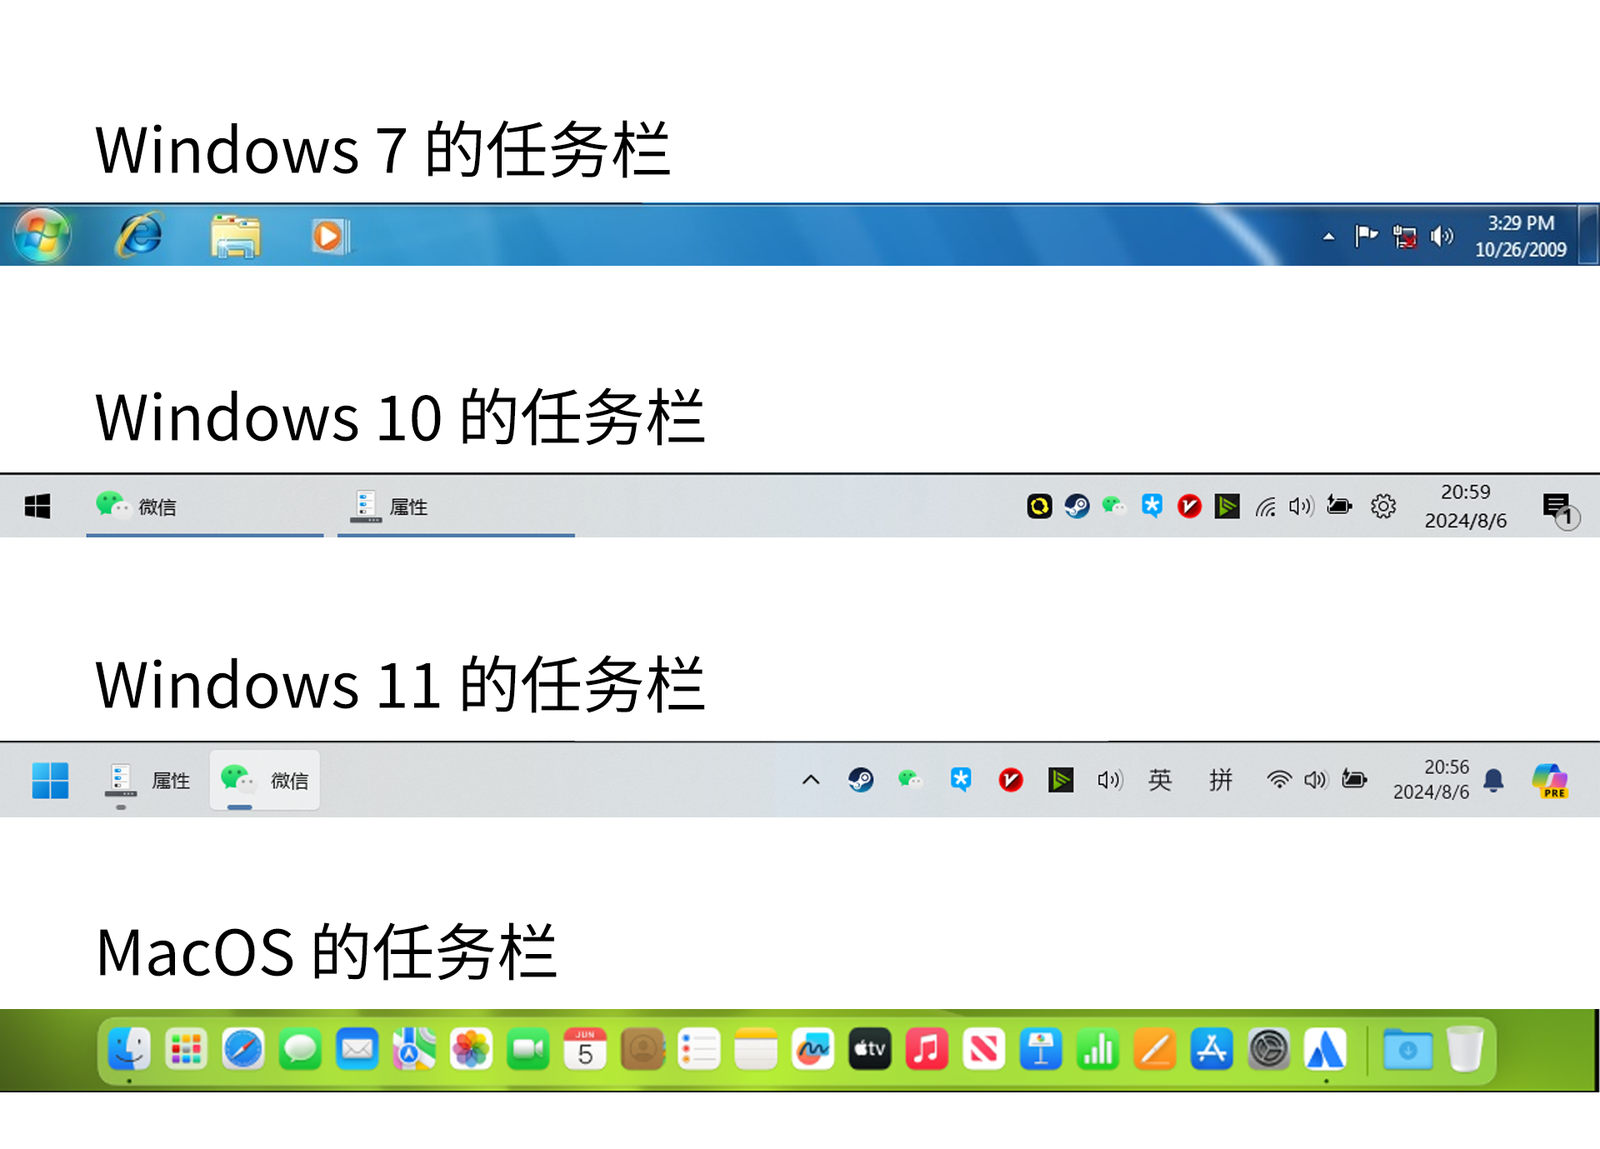 Windows 7 的任务栏
3:29 PM
10/26/2009
Windows 10 的任务栏
微信
属性
20:59
2024/8/6
1
Windows 11 的任务栏
属性
微信
英
拼
20:56
2024/8/6
PRE
MacOS 的任务栏
JUN
5
tv